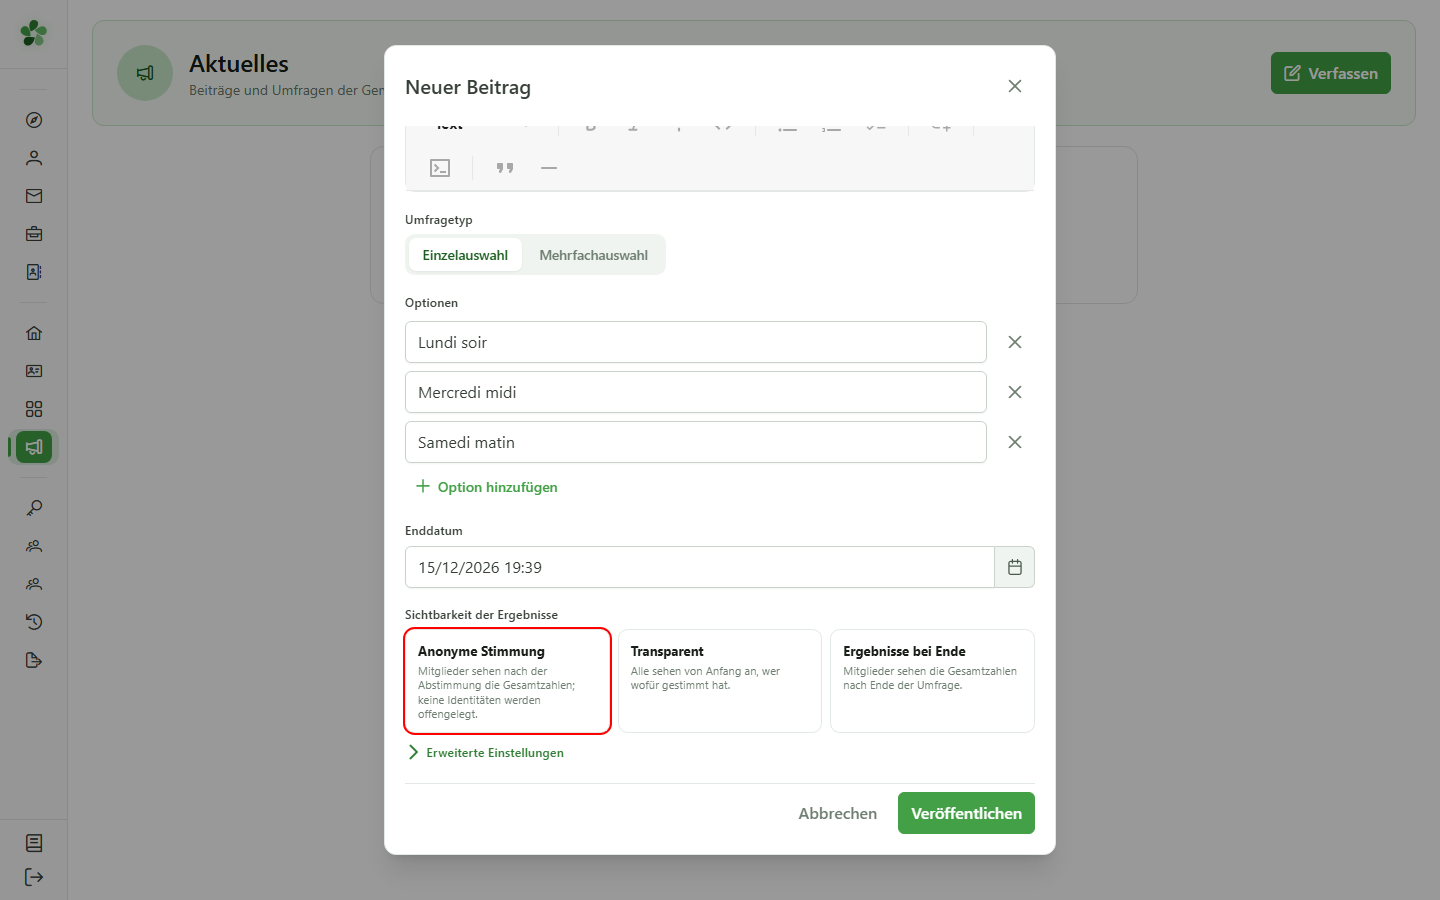 Aktuelles
Beiträge und Umfragen der Ge
Verfassen
Neuer Beitrag
Text
Umfragetyp
Einzelauswahl
Mehrfachauswahl
Optionen
Lundi soir
Mercredi midi
Samedi matin
Option hinzufügen
Enddatum
15/12/2026 19:39
Sichtbarkeit der Ergebnisse
Anonyme Stimmung
Mitglieder sehen nach der
Abstimmung die Gesamtzahlen;
keine Identitäten werden
offengelegt.
Transparent
Alle sehen von Anfang an, wer
wofür gestimmt hat.
Ergebnisse bei Ende
Mitglieder sehen die Gesamtzahlen
nach Ende der Umfrage.
Erweiterte Einstellungen
Abbrechen
Veröffentlichen